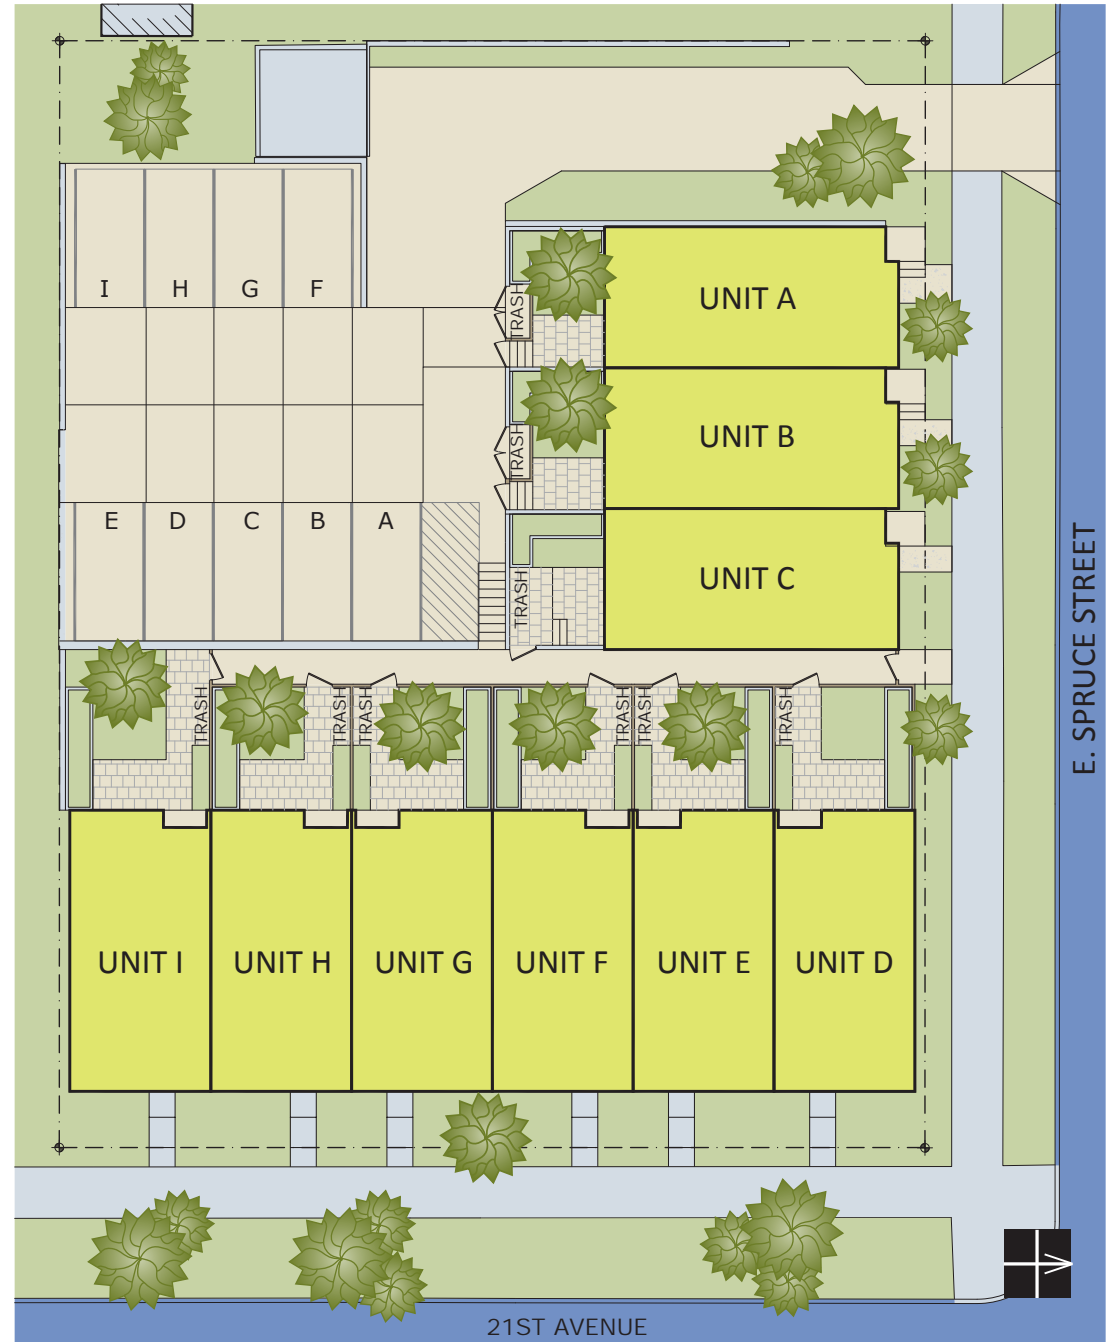 I H G F
TRASH
UNIT A
TRASH
UNIT B
E D C B A
TRASH
UNIT C
E. SPRUCE STREET
TRASH
TRASH
TRASH
TRASH
TRASH
TRASH
UNIT I
UNIT H
UNIT G
UNIT F
UNIT E
UNIT D
21ST AVENUE